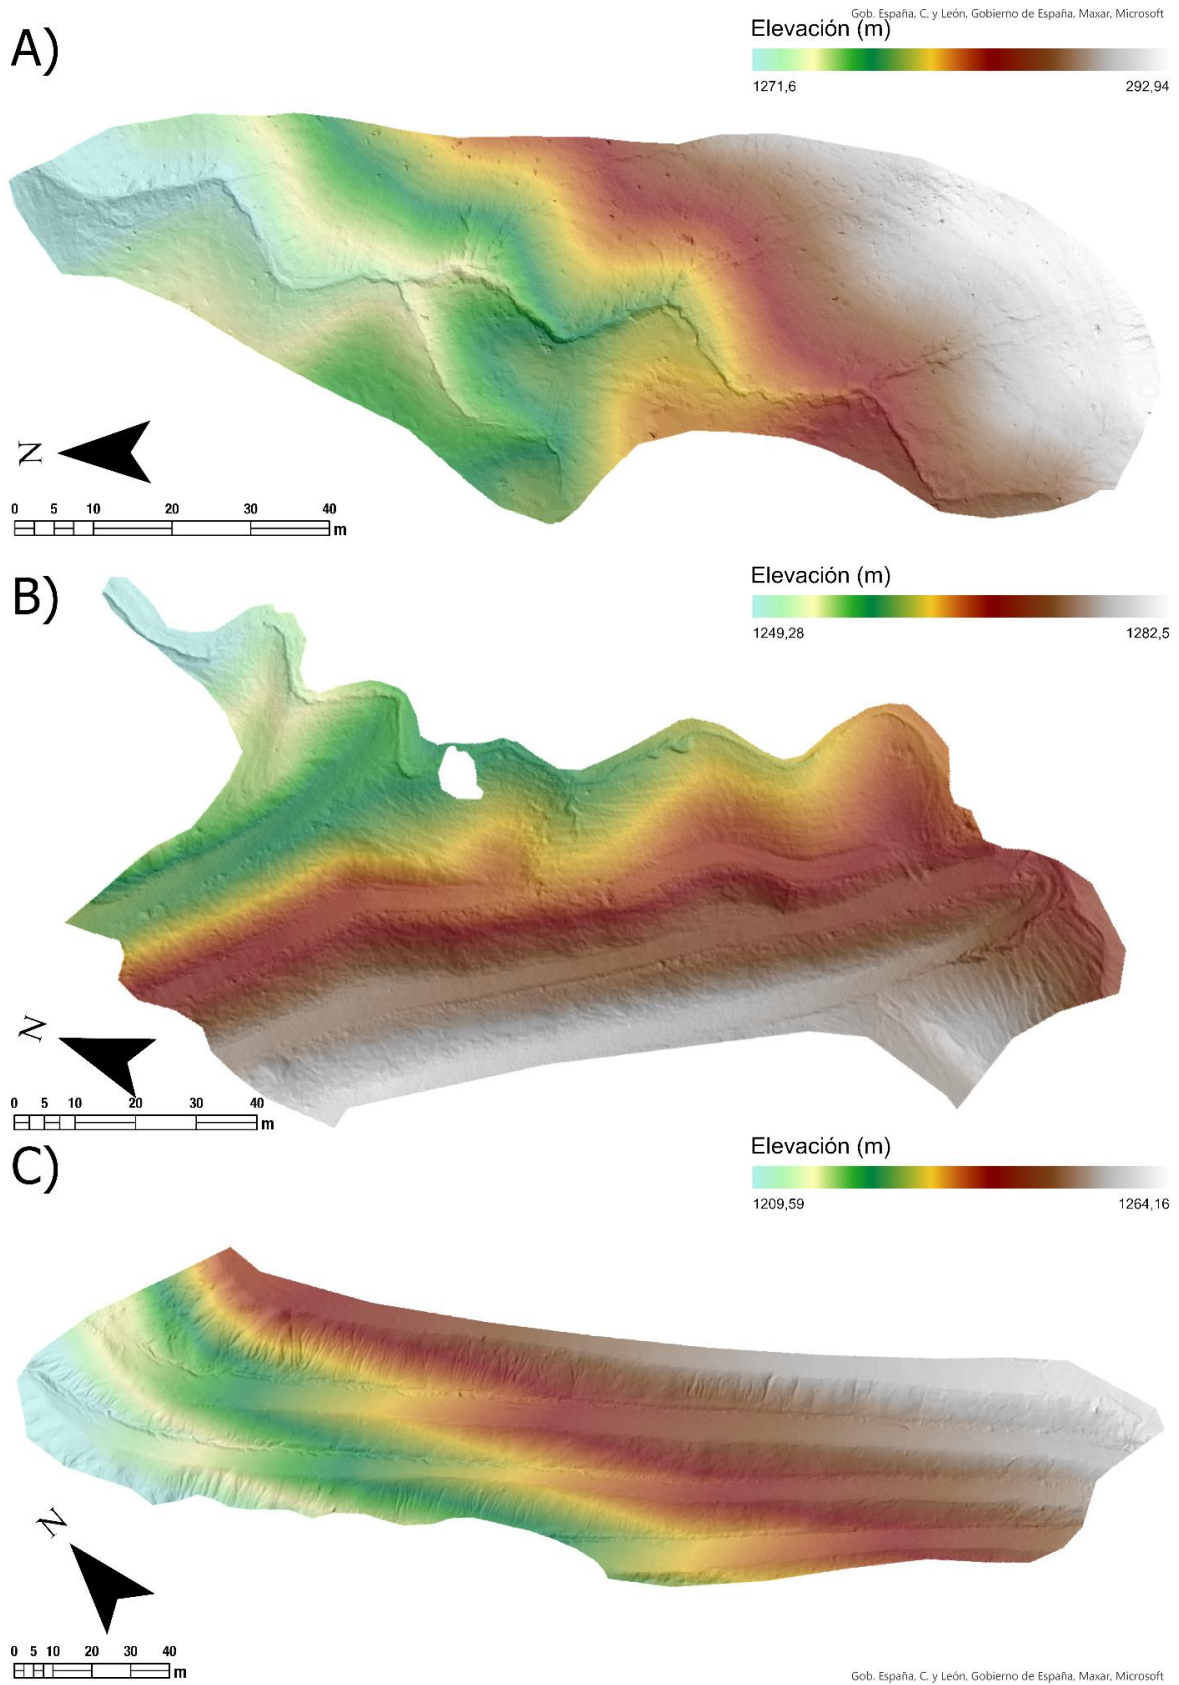 Gob. España, C. y León, Gobierno de España, Maxar, Microsoft
A)
Elevación (m)
1271,6 292,94
N
0 5 10 20 30 40
m
B)
Elevación (m)
1249,28 1282,5
N
0 5 10 20 30 40
m
C)
Elevación (m)
1209,59 1264,16
N
0 5 10 20 30 40
m
Gob. España, C. y León, Gobierno de España, Maxar, Microsoft